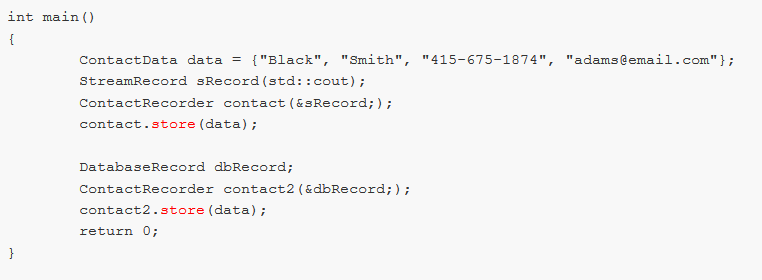 int main()
{
        ContactData data = {"Black", "Smith", "415-675-1874", "adams@email.com"};
        StreamRecord sRecord(std::cout);
        ContactRecorder contact(&sRecord;);
        contact.store(data);

        DatabaseRecord dbRecord;
        ContactRecorder contact2(&dbRecord;);
        contact2.store(data);
        return 0;
}